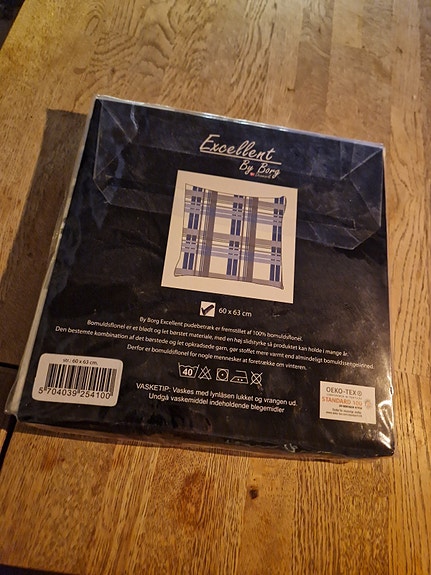 Excellent
By Borg
60 x 63 cm
By Borg Excellent pudebetræk er fremstillet af 100% bomuldsflonel.
Bomuldsflonel er et blødt og let børstet materiale, med en høj slidstyrke så produktet kan holde i mange år.
Den bestemte kombination af det børstede og let opkradsede garn, gør stoffet mere varmt end almindeligt bomuldssengelinned.
Derfor er bomuldsflonel for nogle mennesker at foretrække om vinteren.
str.: 60 x 63 cm.
5 704039 254100
40
VASKETIP: Vaskes med lynlåsen lukket og vrangen ud.
Undgå vaskemiddel indeholdende blegemidler
OEKO-TEX®
STANDARD 100